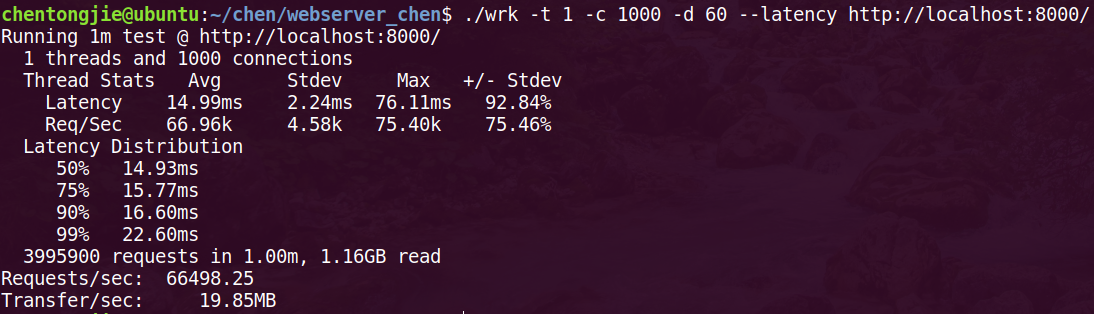 chentongjie@ubuntu:~/chen/webserver_chen$ ./wrk -t 1 -c 1000 -d 60 --latency http://localhost:8000/
Running 1m test @ http://localhost:8000/
  1 threads and 1000 connections
  Thread Stats   Avg      Stdev     Max   +/- Stdev
    Latency    14.99ms    2.24ms  76.11ms   92.84%
    Req/Sec    66.96k     4.58k   75.40k    75.46%
  Latency Distribution
     50%   14.93ms
     75%   15.77ms
     90%   16.60ms
     99%   22.60ms
  3995900 requests in 1.00m, 1.16GB read
Requests/sec:  66498.25
Transfer/sec:     19.85MB